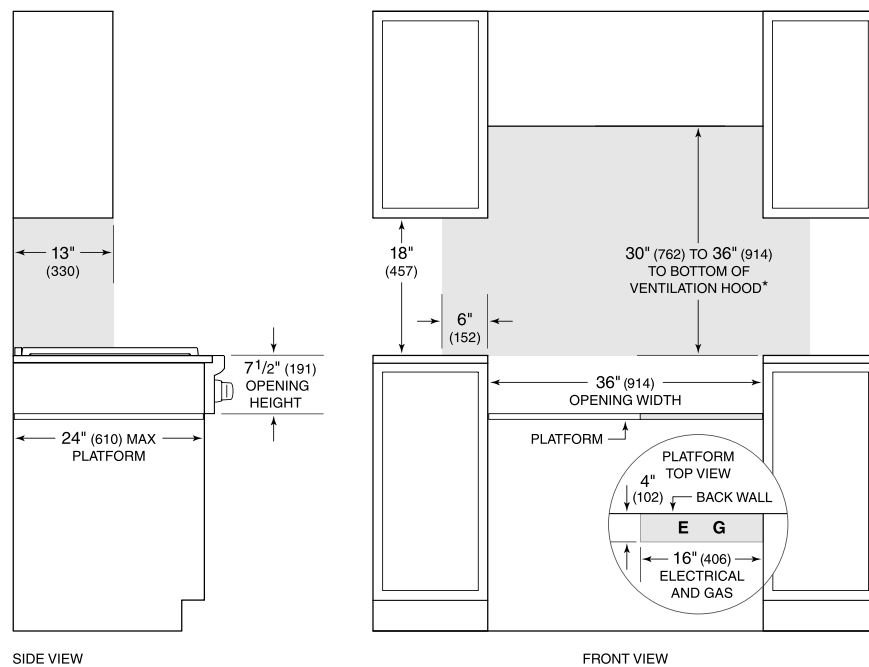 13"
(330)
7 1/2" (191)
OPENING
HEIGHT
24" (610) MAX
PLATFORM
SIDE VIEW
18"
(457)
30" (762) TO 36" (914)
TO BOTTOM OF
VENTILATION HOOD*
6"
(152)
36" (914)
OPENING WIDTH
PLATFORM
PLATFORM
TOP VIEW
4"
(102)
BACK WALL
E G
16" (406)
ELECTRICAL
AND GAS
FRONT VIEW